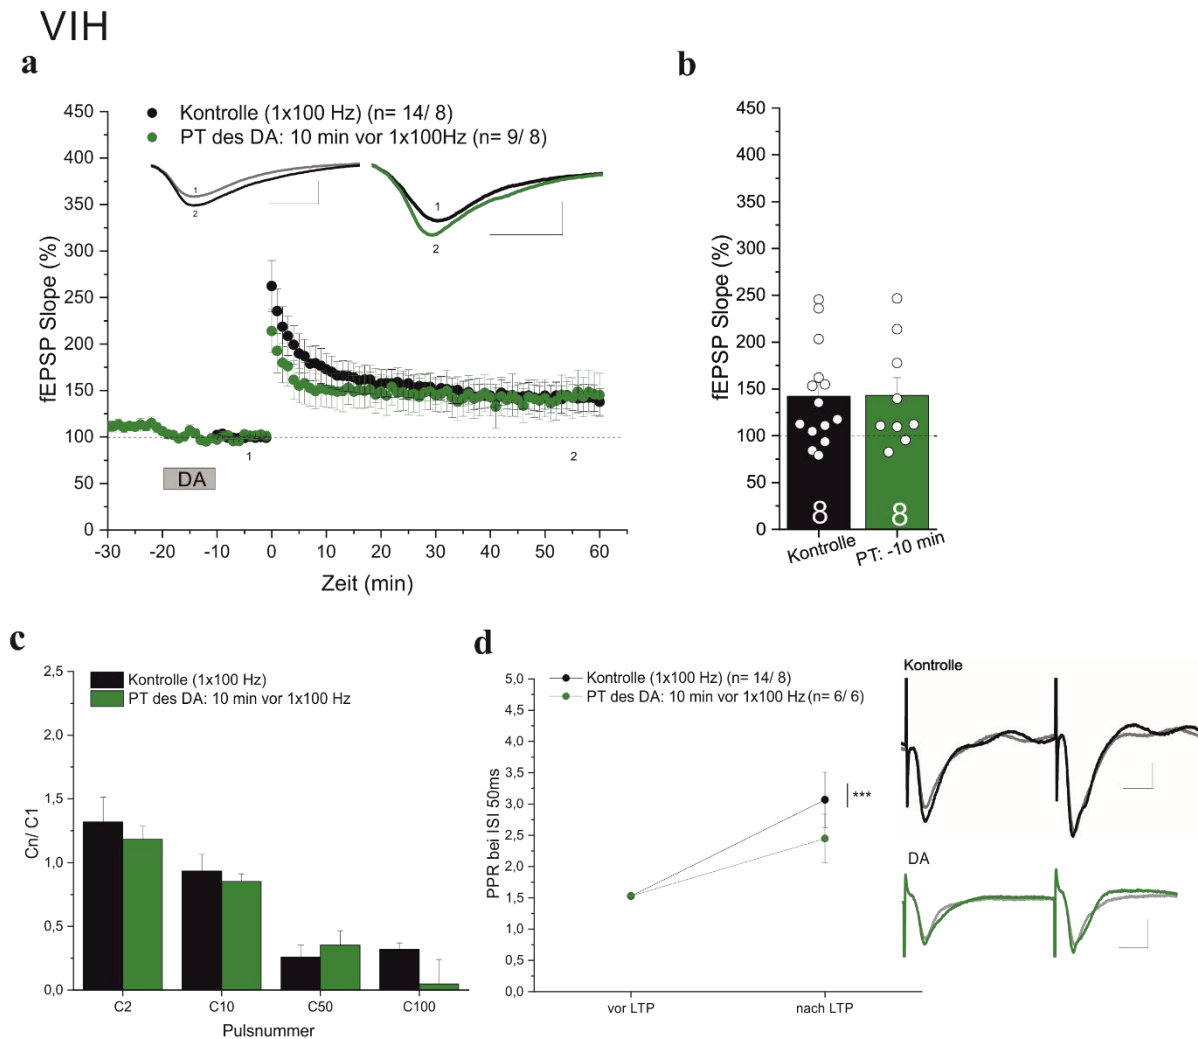 VIH
a
fEPSP Slope (%)
450
400
350
300
250
200
150
100
50
0
Kontrolle (1x100 Hz) (n= 14/ 8)
PT des DA: 10 min vor 1x100Hz (n= 9/ 8)
1
2
1
2
1
2
DA
-30 -20 -10 0 10 20 30 40 50 60
Zeit (min)
b
fEPSP Slope (%)
450
400
350
300
250
200
150
100
50
0
8
8
Kontrolle
PT: -10 min
c
Cn/ C1
2,5
2,0
1,5
1,0
0,5
0,0
Kontrolle (1x100 Hz)
PT des DA: 10 min vor 1x100 Hz
C2 C10 C50 C100
Pulsnummer
d
PPR bei ISI 50ms
5,0
4,5
4,0
3,5
3,0
2,5
2,0
1,5
1,0
0,5
0,0
Kontrolle (1x100 Hz) (n= 14/ 8)
PT des DA: 10 min vor 1x100 Hz (n= 6/ 6)
***
vor LTP nach LTP
Kontrolle
DA